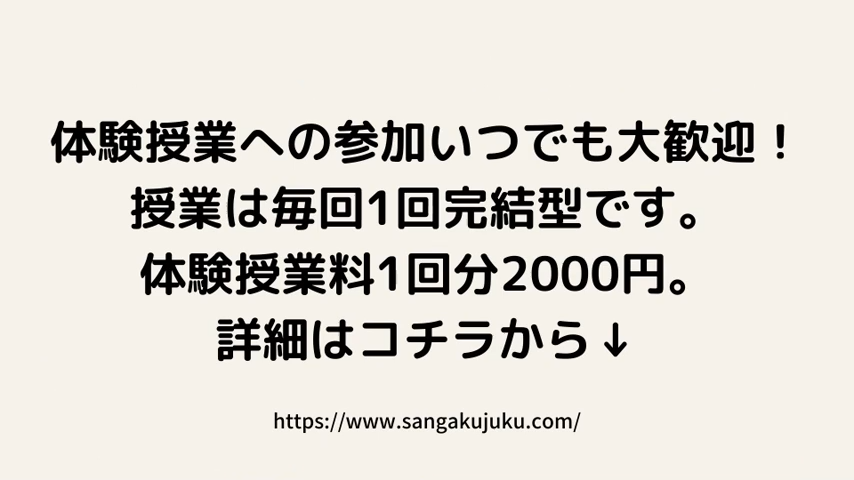 体験授業への参加いつでも大歓迎！
授業は毎回1回完結型です。
体験授業料1回分2000円。
詳細はコチラから↓
https://www.sangakujuku.com/